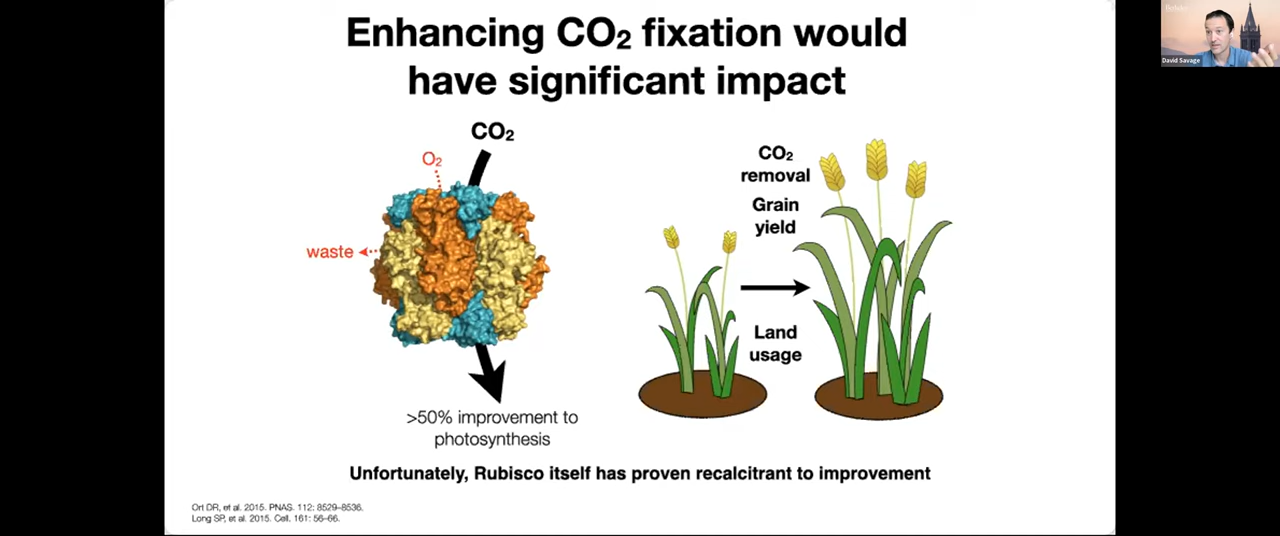 Enhancing CO₂ fixation would
have significant impact
CO₂
O₂
waste
>50% improvement to
photosynthesis
CO₂
removal
Grain
yield
Land
usage
Unfortunately, Rubisco itself has proven recalcitrant to improvement
Ort DR, et al. 2015. PNAS. 112: 8529–8536.
Long SP, et al. 2015. Cell. 161: 56–66.
David Savage